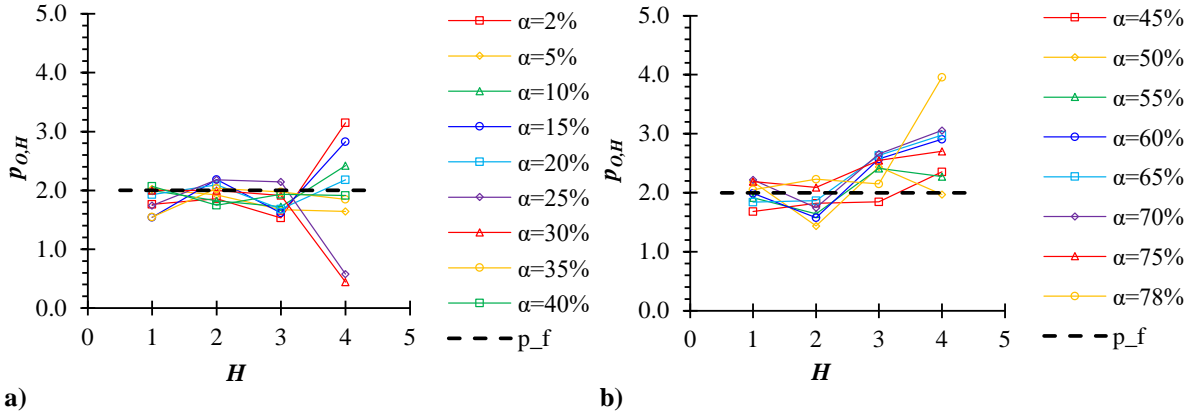 5.0
4.0
3.0
2.0
1.0
0.0
0 1 2 3 4 5
p_{O,H}
H
α=2%
α=5%
α=10%
α=15%
α=20%
α=25%
α=30%
α=35%
α=40%
p_f
a)
5.0
4.0
3.0
2.0
1.0
0.0
0 1 2 3 4 5
p_{O,H}
H
α=45%
α=50%
α=55%
α=60%
α=65%
α=70%
α=75%
α=78%
p_f
b)